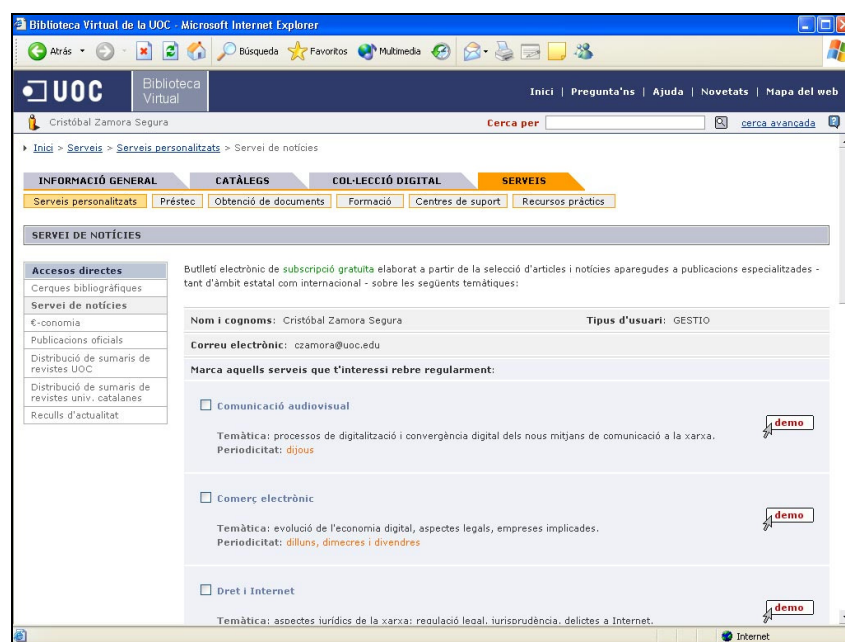 Biblioteca Virtual de la UOC - Microsoft Internet Explorer
Atrás Búsqueda Favoritos Multimedia
UOC Biblioteca Virtual
Inici | Pregunta'ns | Ajuda | Novetats | Mapa del web
Cristóbal Zamora Segura Cerca per cerca avançada
Inici > Serveis > Serveis personalitzats > Servei de notícies
INFORMACIÓ GENERAL CATÀLEGS COL·LECCIÓ DIGITAL SERVEIS
Serveis personalitzats Préstec Obtenció de documents Formació Centres de suport Recursos pràctics
SERVEI DE NOTÍCIES
Accesos directes
Cerques bibliogràfiques
Servei de notícies
€-conomia
Publicacions oficials
Distribució de sumaris de
revistes UOC
Distribució de sumaris de
revistes univ. catalanes
Reculls d'actualitat
Butlletí electrònic de subscripció gratuïta elaborat a partir de la selecció d'articles i notícies aparegudes a publicacions especialitzades -
tant d'àmbit estatal com internacional - sobre les següents temàtiques:
Nom i cognoms: Cristóbal Zamora Segura Tipus d'usuari: GESTIO
Correu electrònic: czamora@uoc.edu
Marca aquells serveis que t'interessi rebre regularment:
Comunicació audiovisual
demo
Temàtica: processos de digitalització i convergència digital dels nous mitjans de comunicació a la xarxa.
Periodicitat: dijous
Comerç electrònic
demo
Temàtica: evolució de l'economia digital, aspectes legals, empreses implicades.
Periodicitat: dilluns, dimecres i divendres
Dret i Internet
demo
Temàtica: aspectes jurídics de la xarxa: regulació legal, jurisprudència, delictes a Internet.
Internet